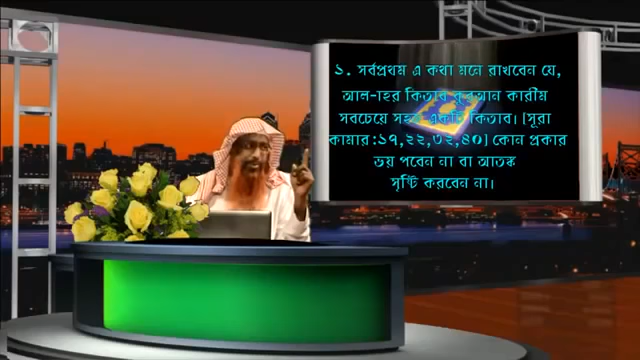 ১. সর্বপ্রথম এ কথা মনে রাখবেন যে,
আল-াহর কিতাব কুরআন কারীম
সবচেয়ে সহজ একটি কিতাব। [সূরা
কামার:১৭,২২,৩২,৪০] কোন প্রকার
ভয় পবেন না বা আতঙ্ক
সৃষ্টি করবেন না।